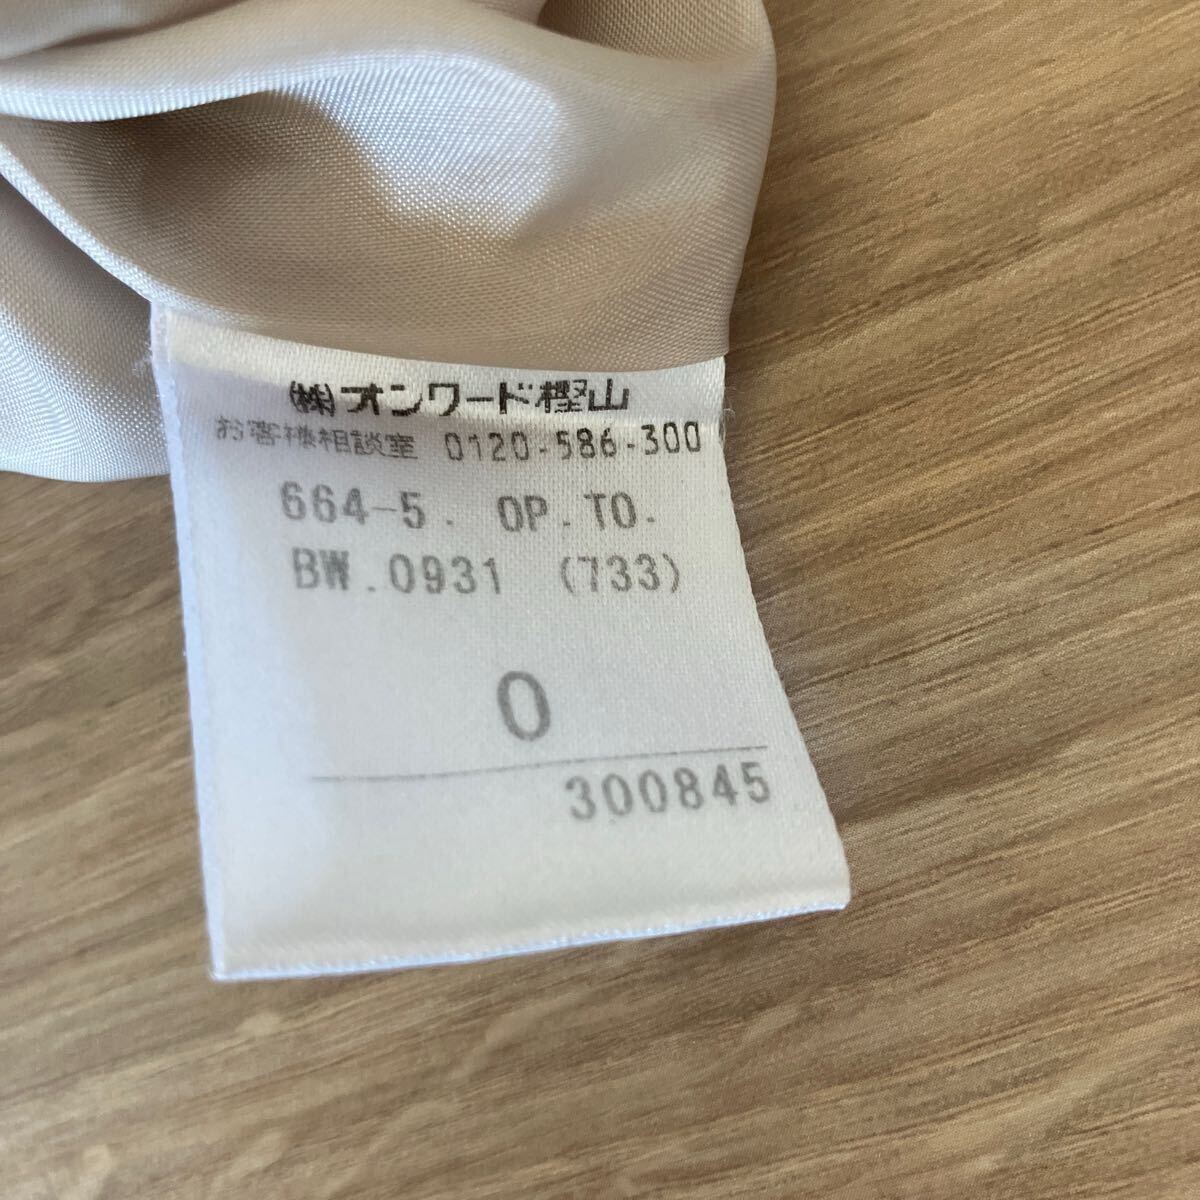 ㈱オンワード樫山
お客様相談室 0120-586-300
664-5. OP.TO.
BW.0931 (733)
0
300845